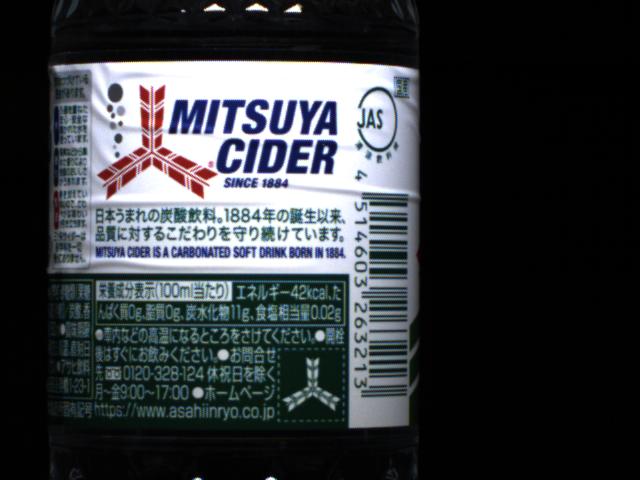 MITSUYA
CIDER
®
SINCE 1884
JAS
日本うまれの炭酸飲料。1884年の誕生以来、
品質に対するこだわりを守り続けています。
MITSUYA CIDER IS A CARBONATED SOFT DRINK BORN IN 1884.
栄養成分表示(100ml当たり) エネルギー42kcal、た
んぱく質0g、脂質0g、炭水化物11g、食塩相当量0.02g
●車内などの高温になるところをさけてください。●開栓
後はすぐにお飲みください。●お問合せ
先 0120-328-124 休祝日を除く
月～金9:00～17:00 ●ホームページ
https://www.asahiinryo.co.jp
4 514603 263213